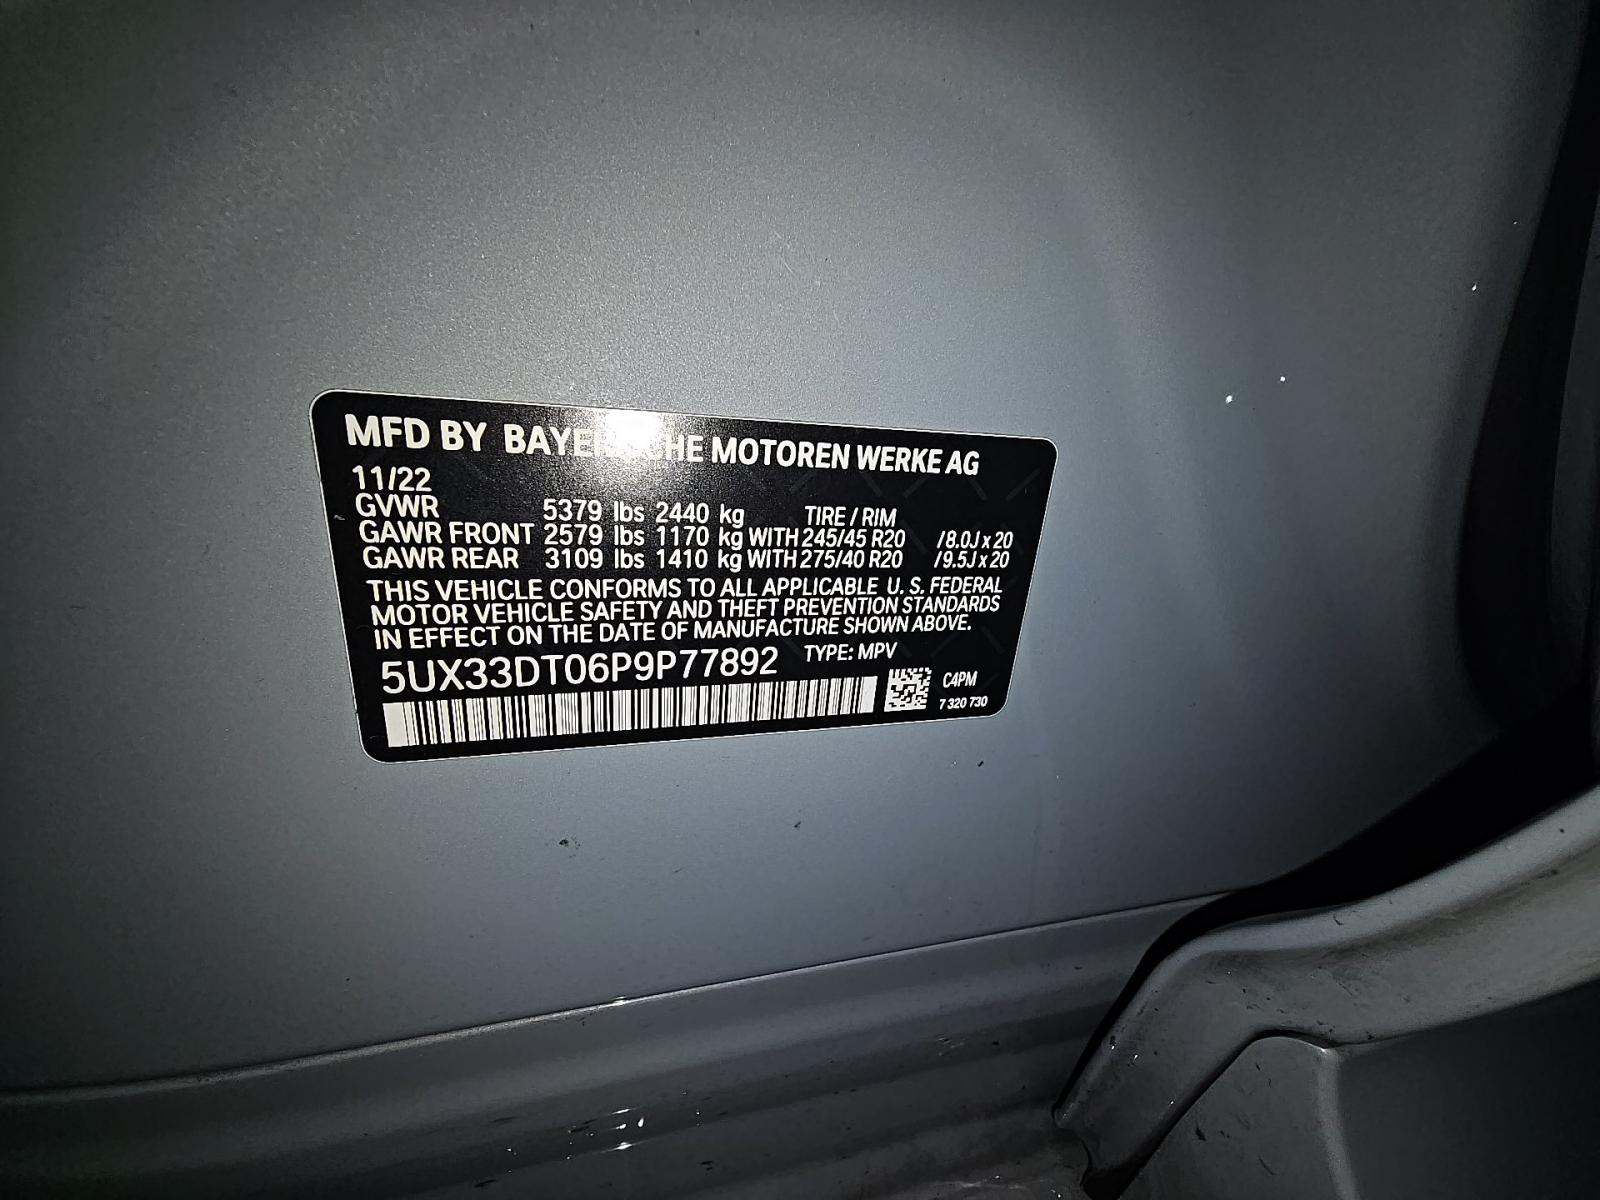 MFD BY BAYERISCHE MOTOREN WERKE AG
11/22
GVWR 5379 lbs 2440 kg TIRE / RIM
GAWR FRONT 2579 lbs 1170 kg WITH 245/45 R20 /8.0J x 20
GAWR REAR 3109 lbs 1410 kg WITH 275/40 R20 /9.5J x 20
THIS VEHICLE CONFORMS TO ALL APPLICABLE U. S. FEDERAL
MOTOR VEHICLE SAFETY AND THEFT PREVENTION STANDARDS
IN EFFECT ON THE DATE OF MANUFACTURE SHOWN ABOVE.
5UX33DT06P9P77892 TYPE: MPV
C4PM
7 320 730